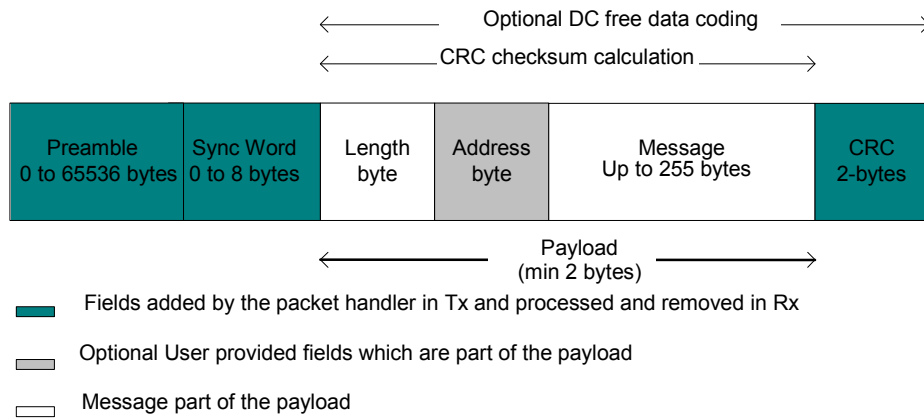 Optional DC free data coding
CRC checksum calculation
Preamble
0 to 65536 bytes
Sync Word
0 to 8 bytes
Length
byte
Address
byte
Message
Up to 255 bytes
CRC
2-bytes
Payload
(min 2 bytes)
Fields added by the packet handler in Tx and processed and removed in Rx
Optional User provided fields which are part of the payload
Message part of the payload